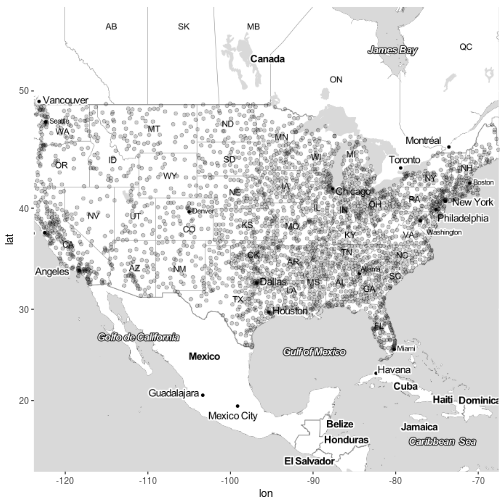 AB
SK
MB
James Bay
QC
Canada
ON
50
Vancouver
Seattle
WA
MT
ND
MN
Montréal
Toronto
OR
ID
SD
WI
MI
NH
Boston
WY
NY
IA
Chicago
NE
PA
New York
40
NV
UT
Denver
CO
IL
IN
OH
Philadelphia
KS
MO
KY
VA
Washington
CA
TN
NC
Angeles
AZ
NM
OK
AR
Atlanta
SC
Dallas
MS
AL
GA
LA
TX
30
Houston
FL
Golfo de California
Gulf of Mexico
Miami
Mexico
Havana
Cuba
20
Guadalajara
Mexico City
Haiti
Dominica
Belize
Jamaica
Honduras
Caribbean Sea
El Salvador
-120
-110
-100
-90
-80
-70
lon
lat